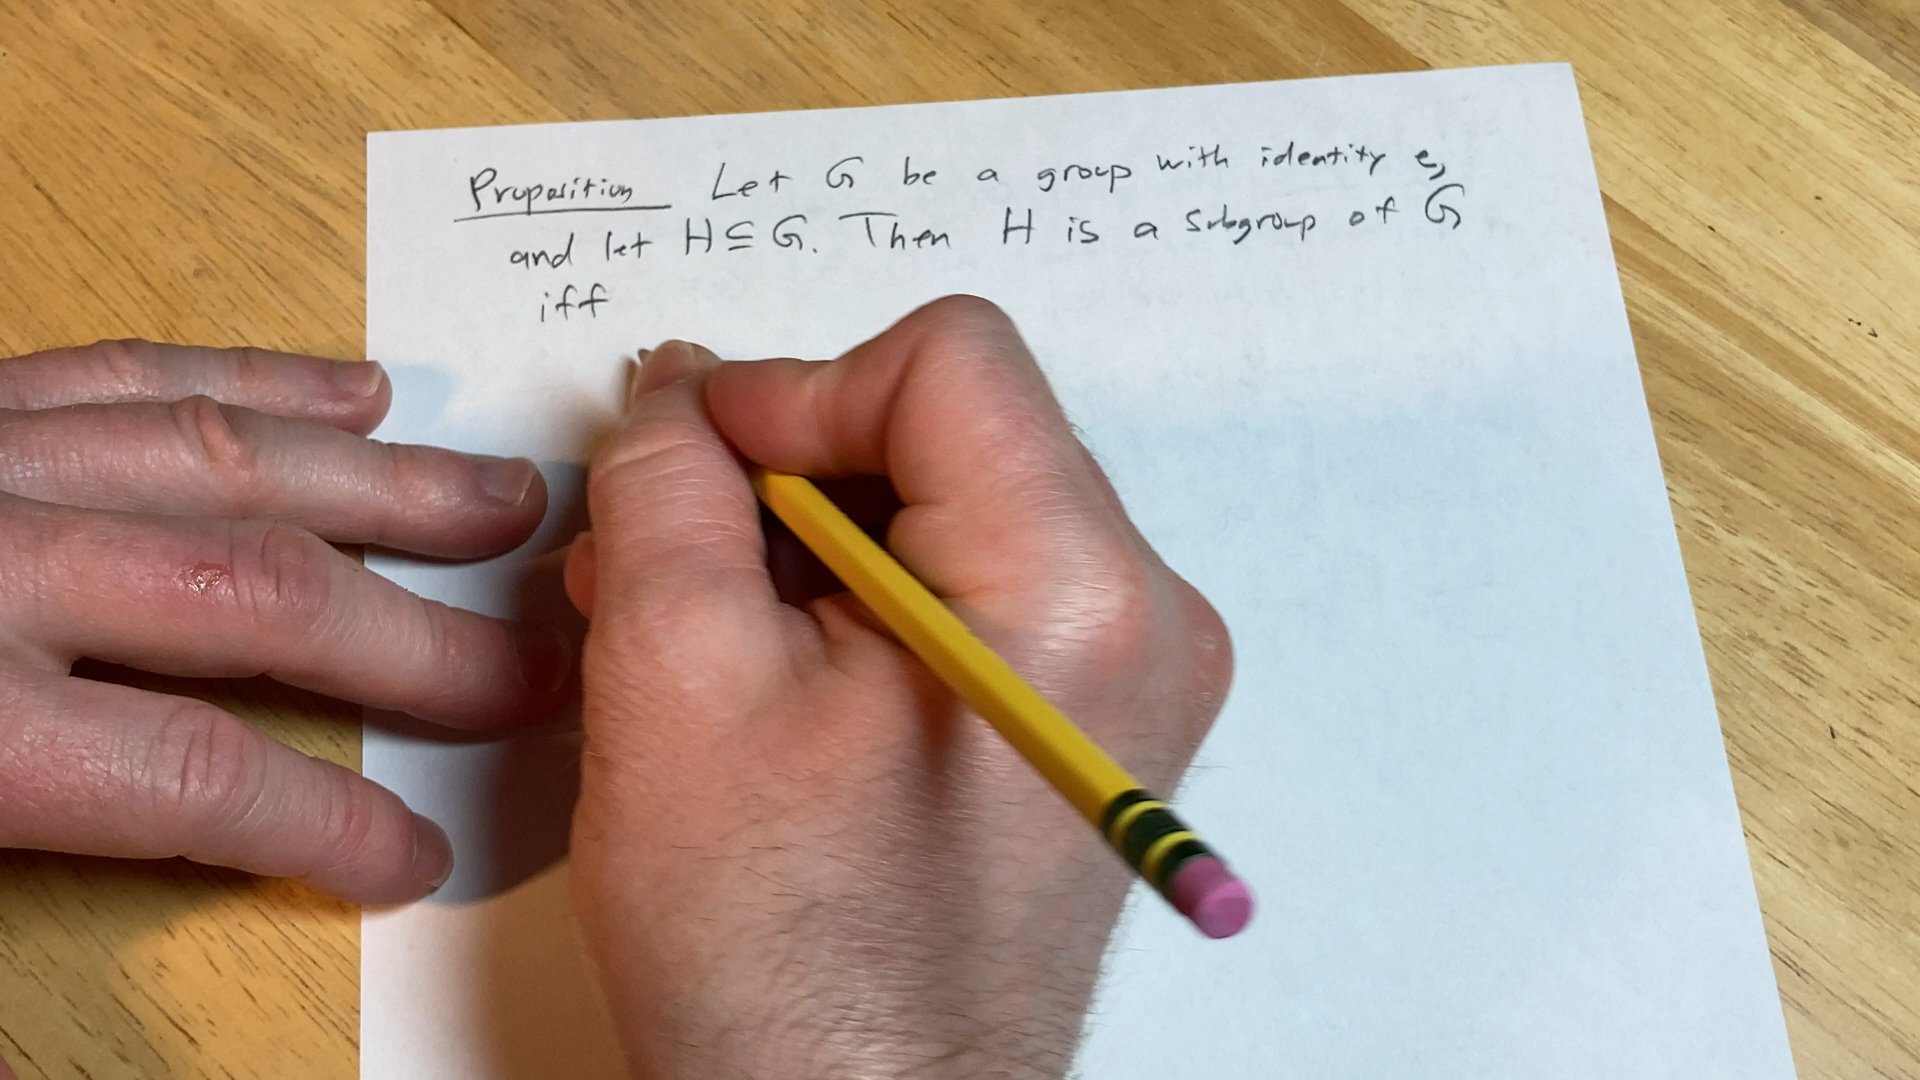 Proposition Let G be a group with identity e,
and let H ⊆ G. Then H is a subgroup of G
iff